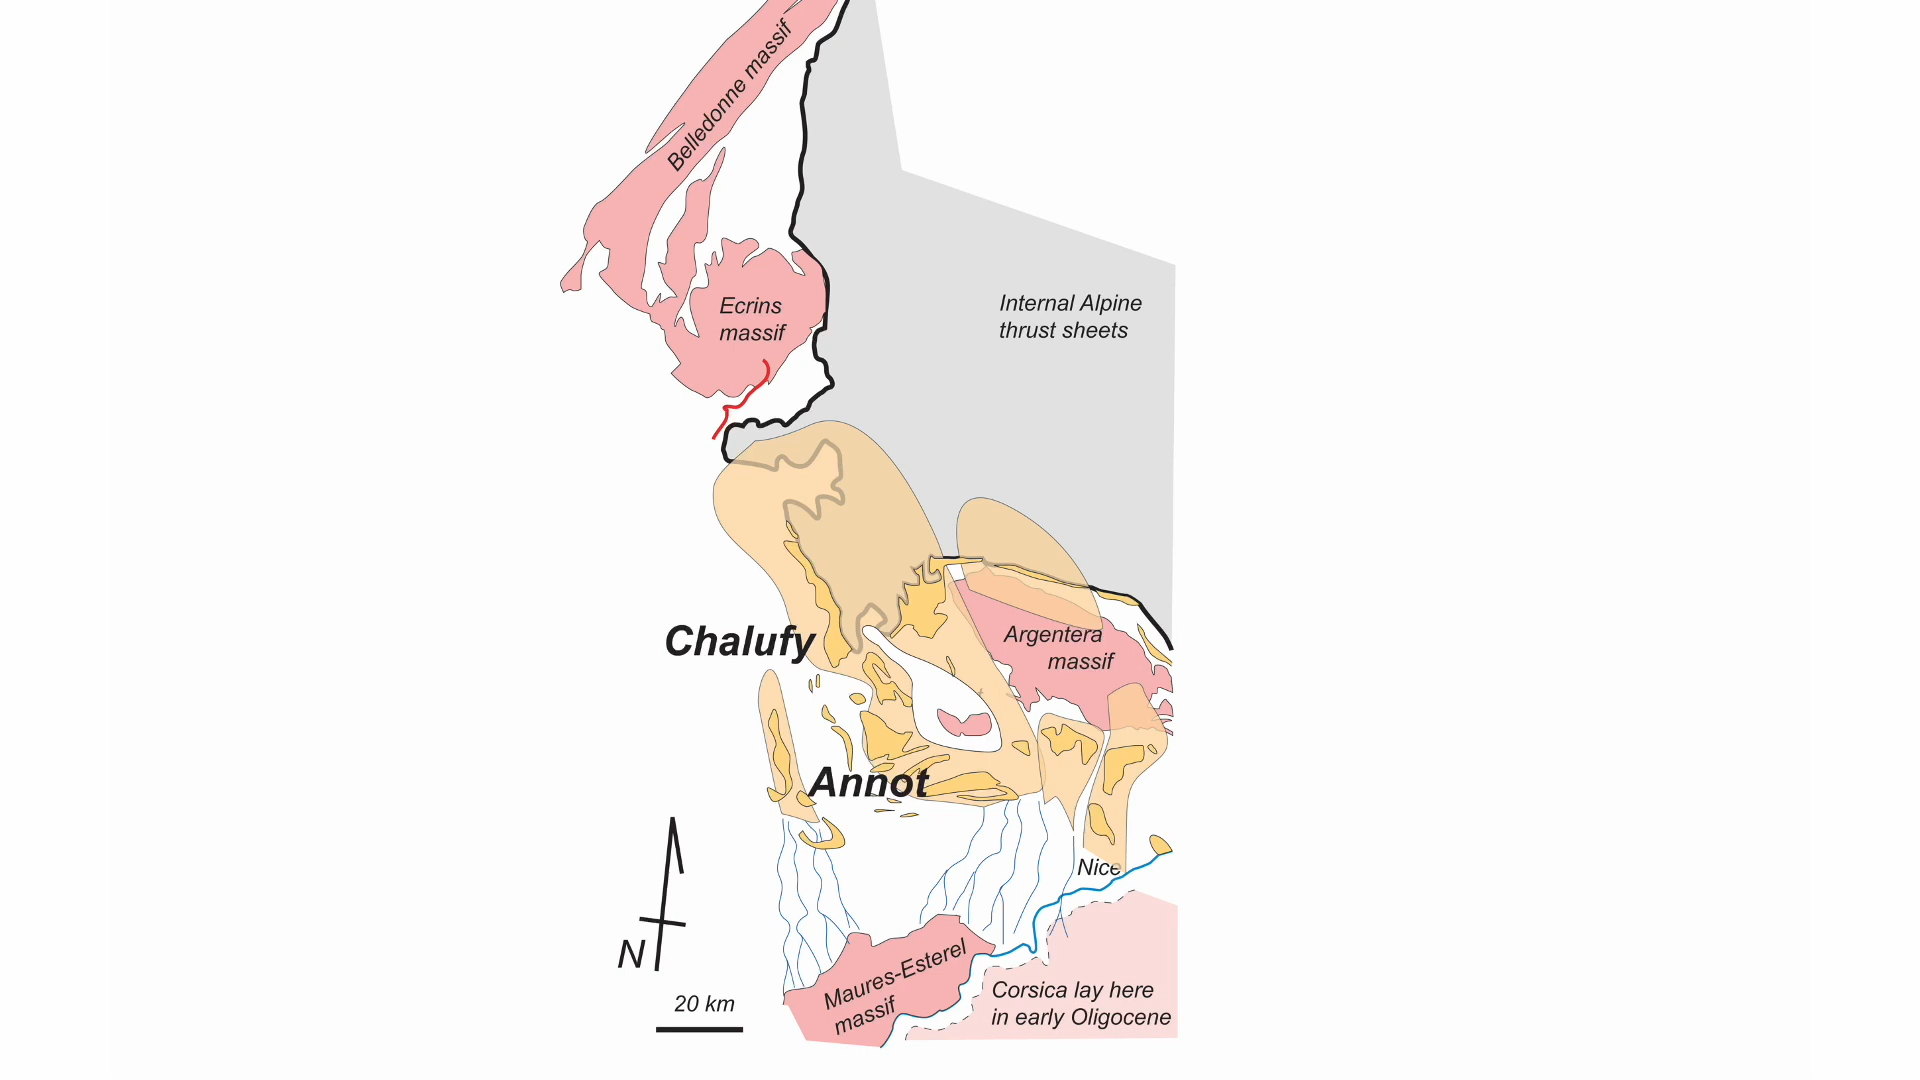 Belledonne massif
Ecrins
massif
Internal Alpine
thrust sheets
Chalufy
Argentera
massif
Annot
Nice
N
Maures-Esterel
massif
20 km
Corsica lay here
in early Oligocene